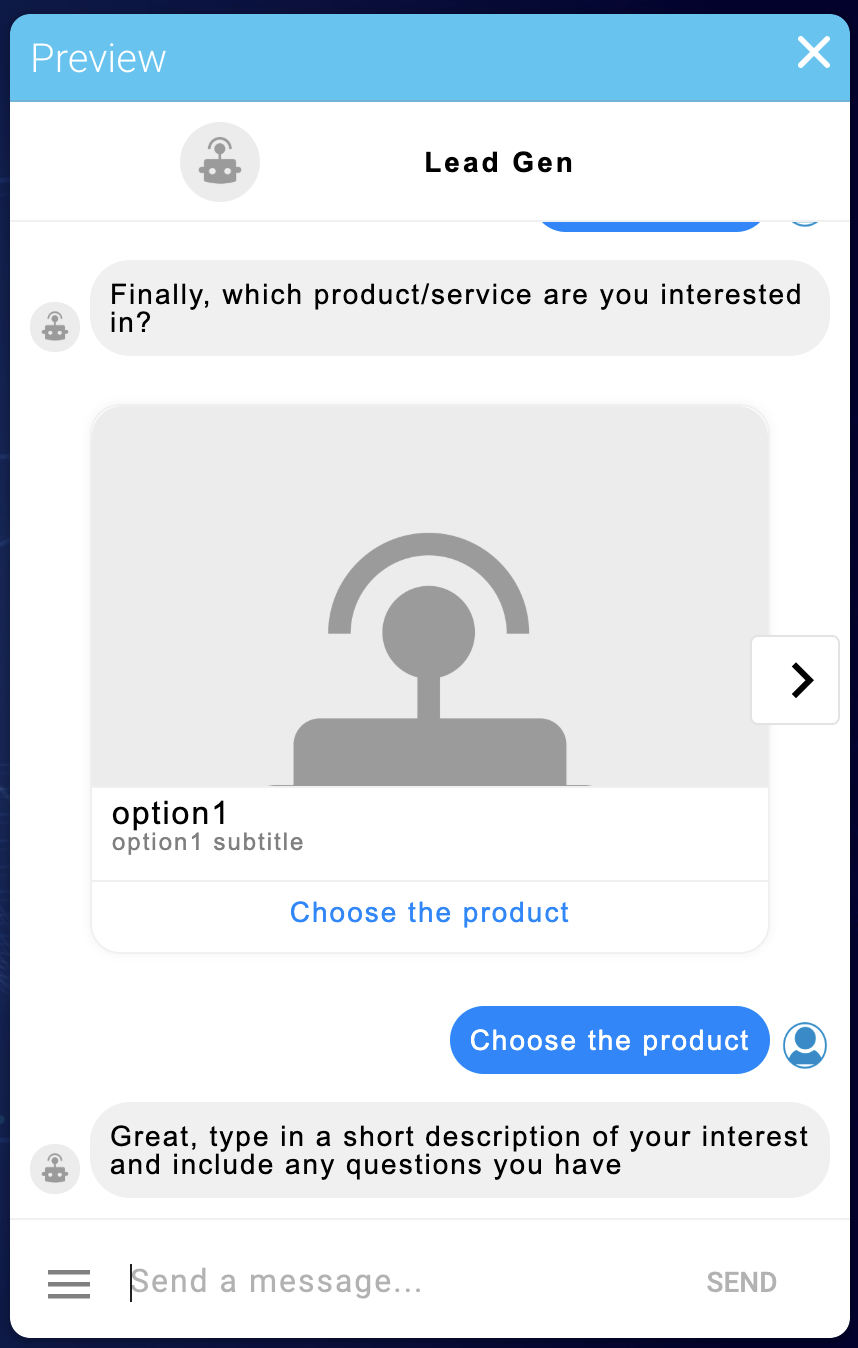 Preview
Lead Gen
Finally, which product/service are you interested
in?
option1
option1 subtitle
Choose the product
Choose the product
Great, type in a short description of your interest
and include any questions you have
Send a message...
SEND